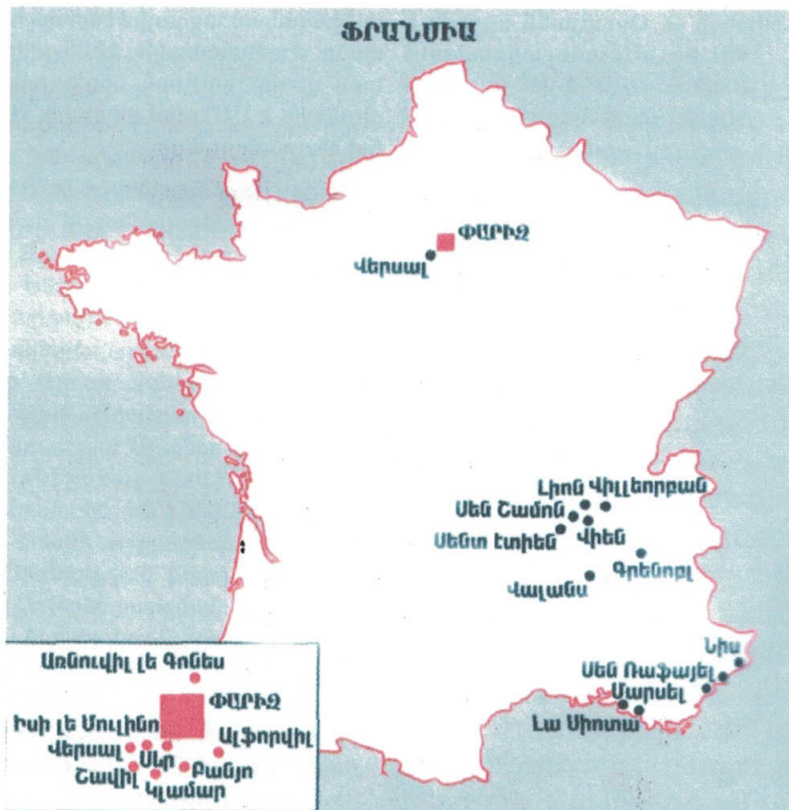 ՖՐԱՆՍԻԱ
ՓԱՐԻԶ
Վերսալ
Լիոն Վիլլեորբան
Սեն Շամոն
Սենտ Էտիեն
Վիեն
Գրենոբլ
Վալանս
Նիս
Սեն Ռաֆայել
Մարսել
Լա Սիոտա
Առնուվիլ լե Գոնես
ՓԱՐԻԶ
Իսի լե Մուլինո
Ալֆորվիլ
Վերսալ
Սևր
Բանյո
Շավիլ
Կլամար